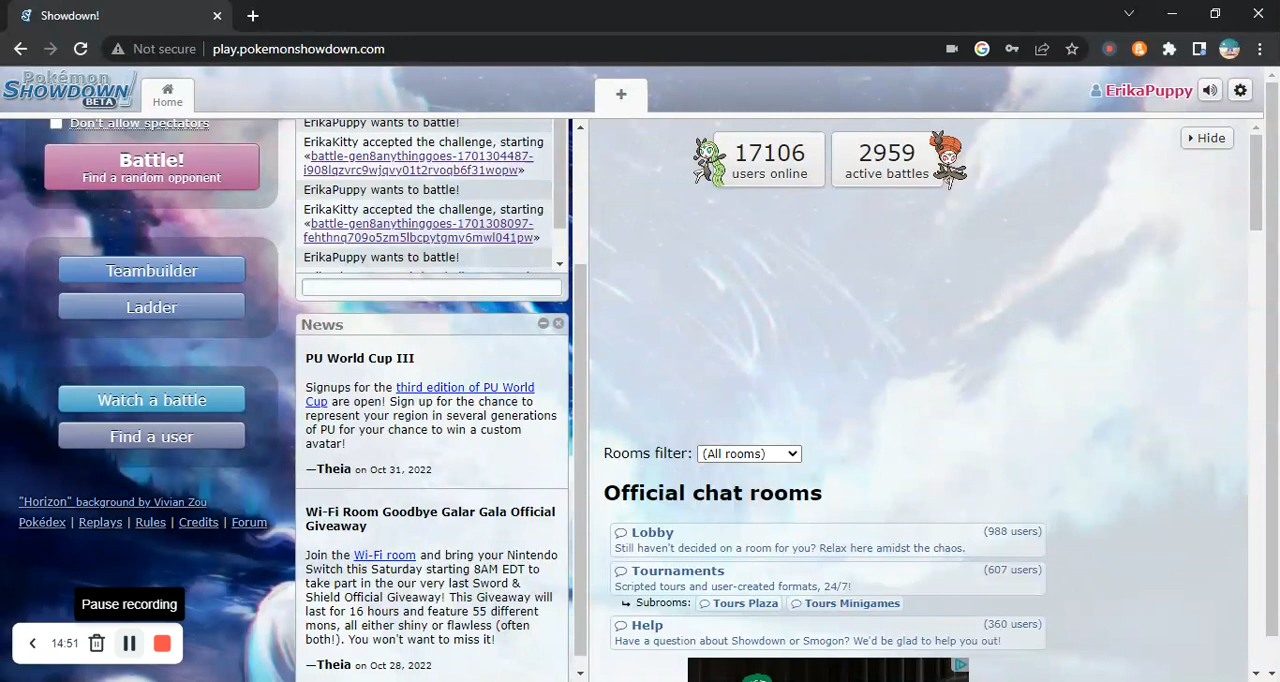 Showdown!
Not secure
play.pokemonshowdown.com
Pokémon
SHOWDOWN
BETA
Home
+
ErikaPuppy
Don't allow spectators
Battle!
Find a random opponent
Teambuilder
Ladder
Watch a battle
Find a user
"Horizon" background by Vivian Zou
Pokédex | Replays | Rules | Credits | Forum
Pause recording
14:51
ErikaPuppy wants to battle!
ErikaKitty accepted the challenge, starting
«battle-gen8anythinggoes-1701304487-
i908lqzvrc9wjqvy01t2rvoqb6f31wopw»
ErikaPuppy wants to battle!
ErikaKitty accepted the challenge, starting
«battle-gen8anythinggoes-1701308097-
fehthnq709o5zm5lbcpytgmv6mwl041pw»
ErikaPuppy wants to battle!
News
PU World Cup III
Signups for the third edition of PU World
Cup are open! Sign up for the chance to
represent your region in several generations
of PU for your chance to win a custom
avatar!
—Theia on Oct 31, 2022
Wi-Fi Room Goodbye Galar Gala Official
Giveaway
Join the Wi-Fi room and bring your Nintendo
Switch this Saturday starting 8AM EDT to
take part in the our very last Sword &
Shield Official Giveaway! This Giveaway will
last for 16 hours and feature 55 different
mons, all either shiny or flawless (often
both!). You won't want to miss it!
—Theia on Oct 28, 2022
17106
users online
2959
active battles
Hide
Rooms filter: (All rooms)
Official chat rooms
Lobby (988 users)
Still haven't decided on a room for you? Relax here amidst the chaos.
Tournaments (607 users)
Scripted tours and user-created formats, 24/7!
Subrooms: Tours Plaza Tours Minigames
Help (360 users)
Have a question about Showdown or Smogon? We'd be glad to help you out!